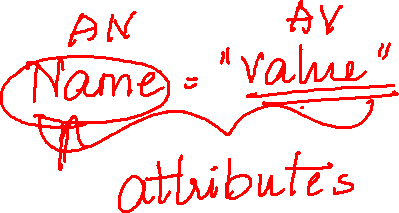 AN AV
Name = "value"
attributes